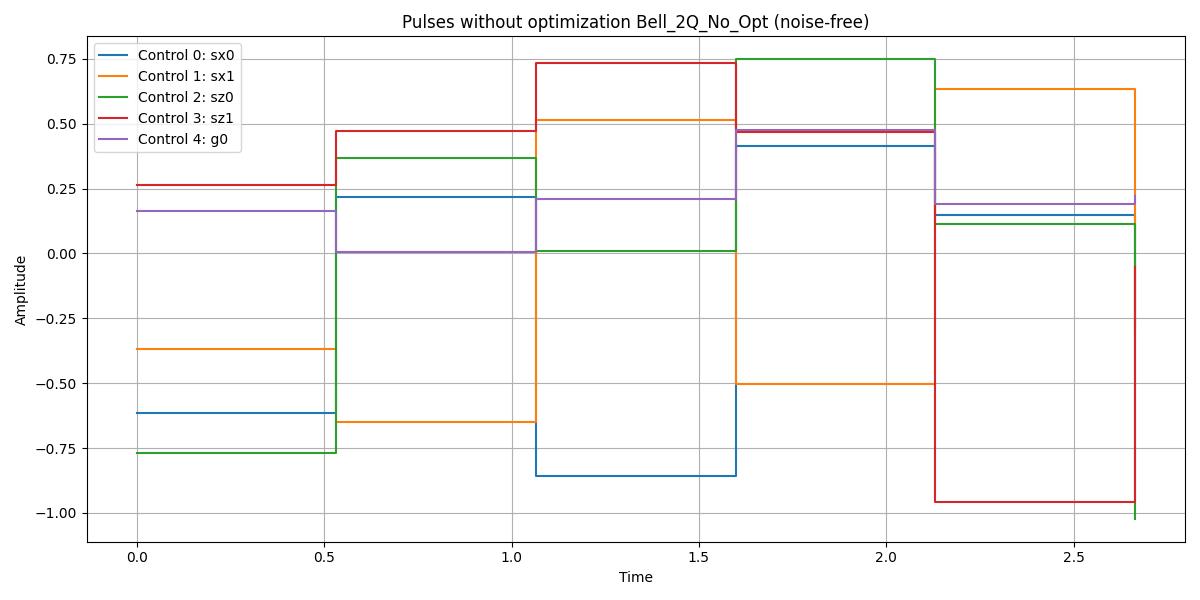 Pulses without optimization Bell_2Q_No_Opt (noise-free)
Control 0: sx0
Control 1: sx1
Control 2: sz0
Control 3: sz1
Control 4: g0
Amplitude
0.75
0.50
0.25
0.00
−0.25
−0.50
−0.75
−1.00
0.0 0.5 1.0 1.5 2.0 2.5
Time